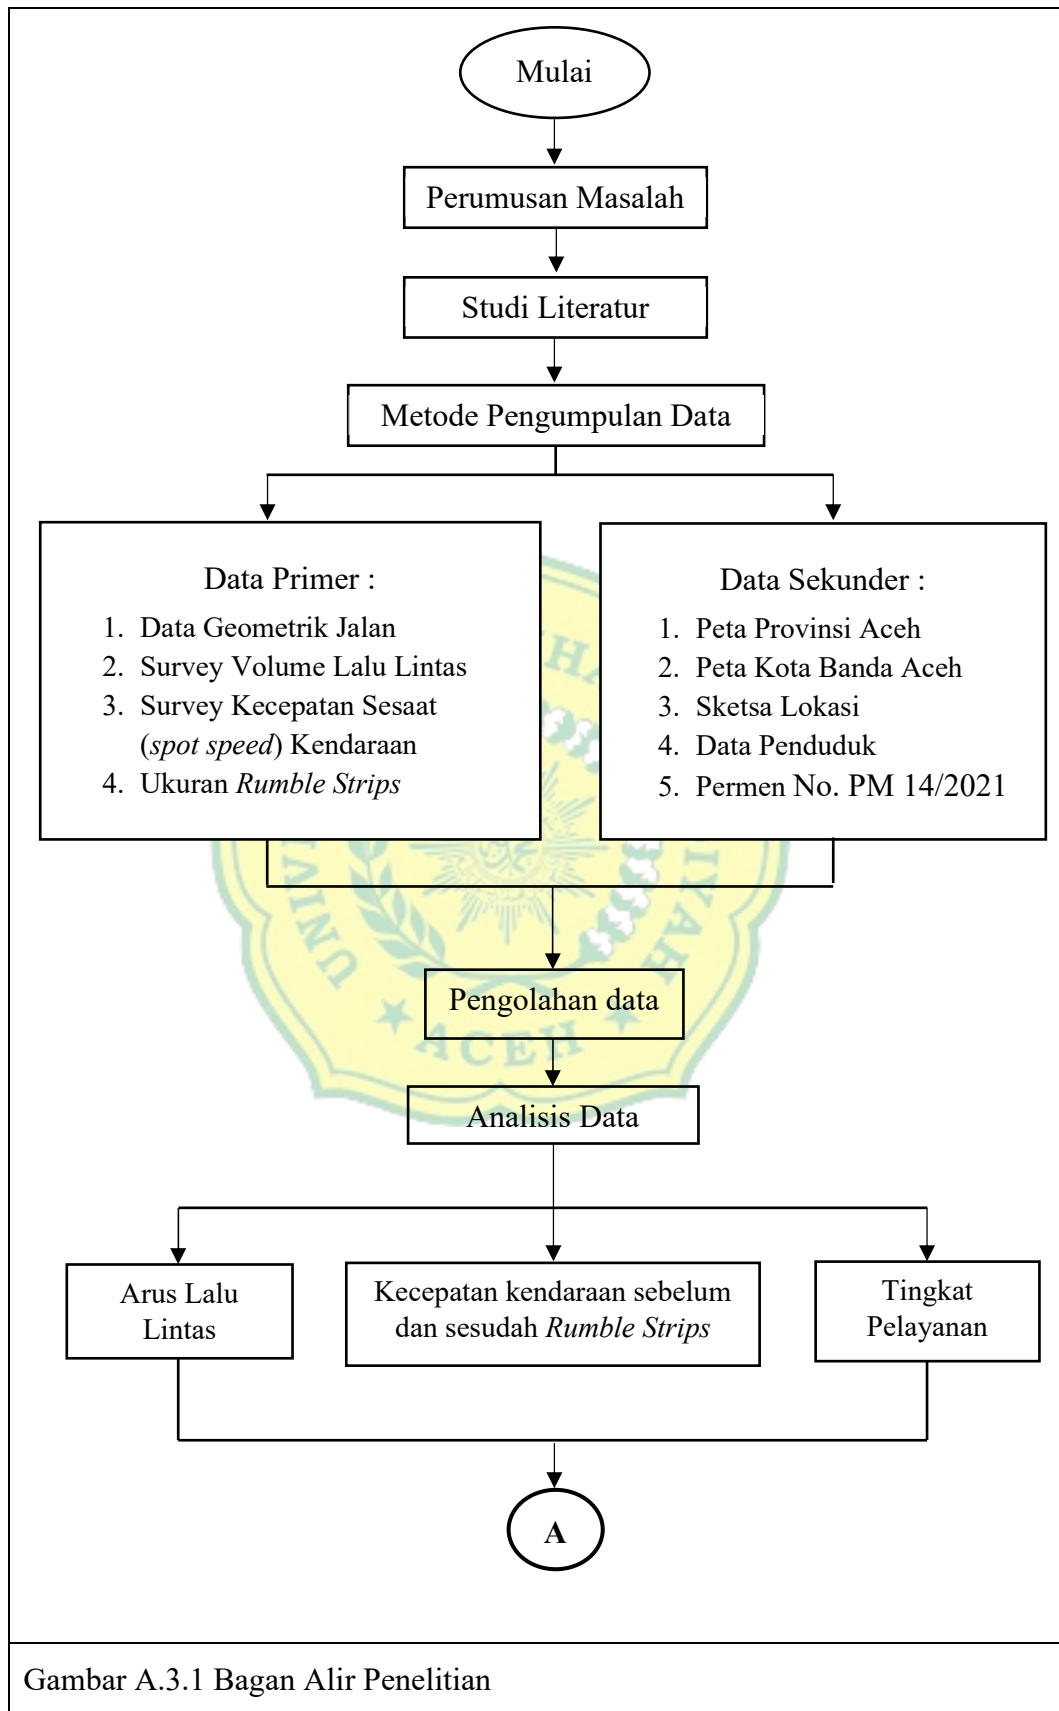 Mulai
Perumusan Masalah
Studi Literatur
Metode Pengumpulan Data
Data Primer :
1. Data Geometrik Jalan
2. Survey Volume Lalu Lintas
3. Survey Kecepatan Sesaat
(spot speed) Kendaraan
4. Ukuran Rumble Strips
Data Sekunder :
1. Peta Provinsi Aceh
2. Peta Kota Banda Aceh
3. Sketsa Lokasi
4. Data Penduduk
5. Permen No. PM 14/2021
Pengolahan data
ACEH
Analisis Data
Arus Lalu
Lintas
Kecepatan kendaraan sebelum
dan sesudah Rumble Strips
Tingkat
Pelayanan
A
Gambar A.3.1 Bagan Alir Penelitian